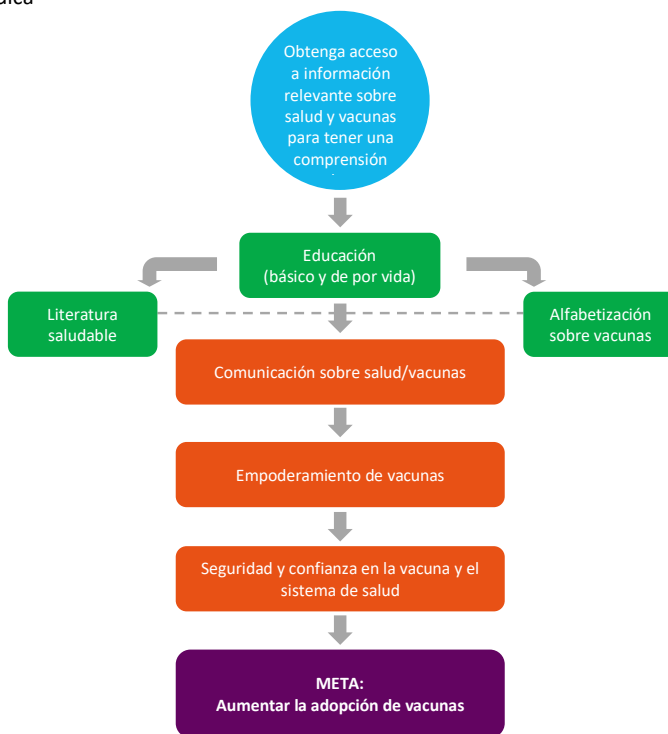 Obtenga acceso
a información
relevante sobre
salud y vacunas
para tener una
comprensión
Educación
(básico y de por vida)
Literatura
saludable
Alfabetización
sobre vacunas
Comunicación sobre salud/vacunas
Empoderamiento de vacunas
Seguridad y confianza en la vacuna y el
sistema de salud
META:
Aumentar la adopción de vacunas